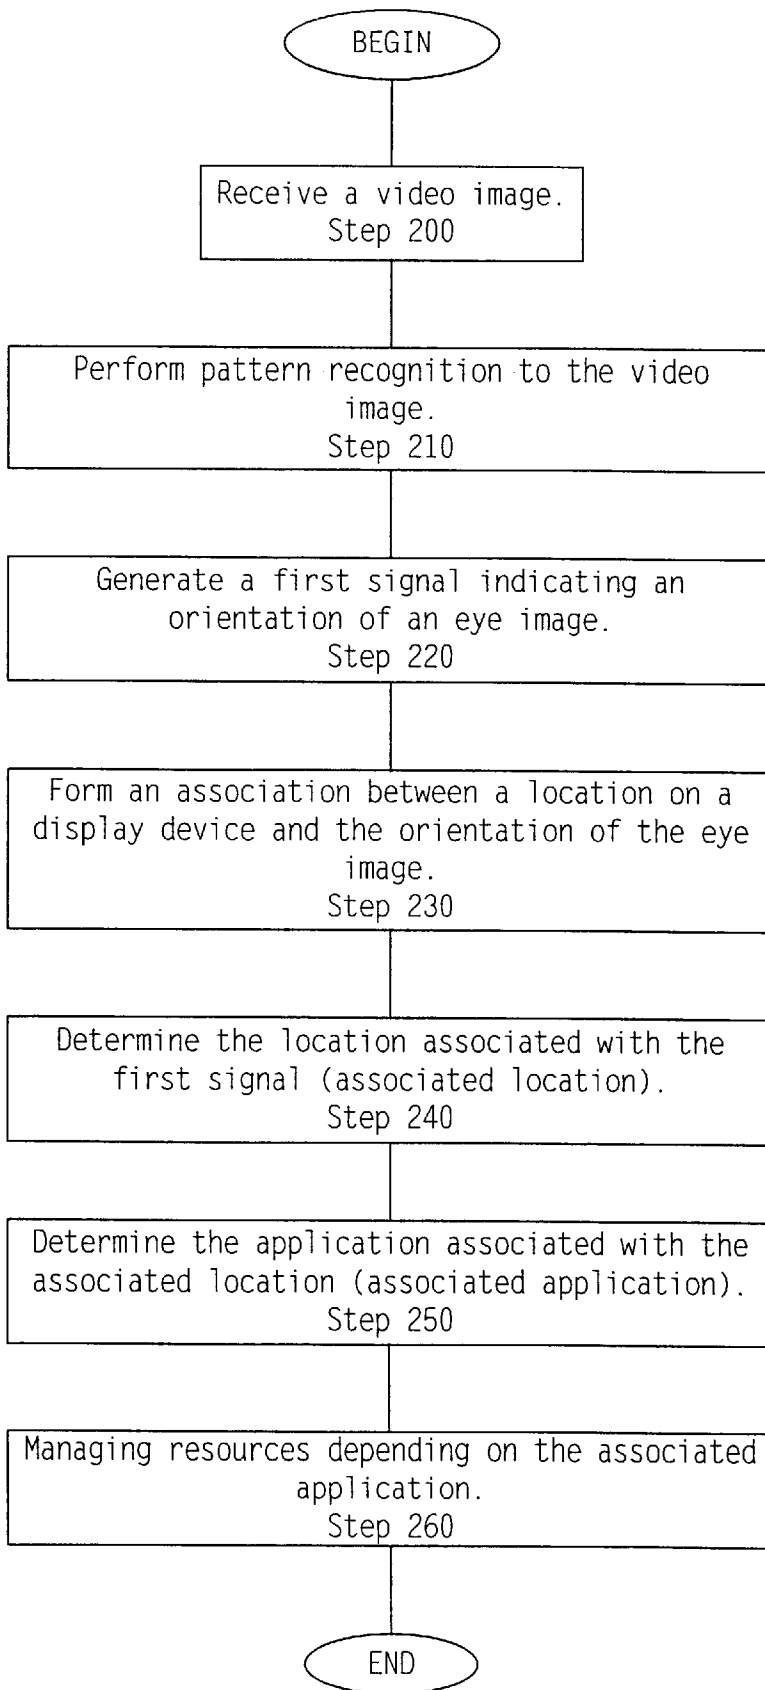 BEGIN
Receive a video image.
Step 200
Perform pattern recognition to the video
image.
Step 210
Generate a first signal indicating an
orientation of an eye image.
Step 220
Form an association between a location on a
display device and the orientation of the eye
image.
Step 230
Determine the location associated with the
first signal (associated location).
Step 240
Determine the application associated with the
associated location (associated application).
Step 250
Managing resources depending on the associated
application.
Step 260
END